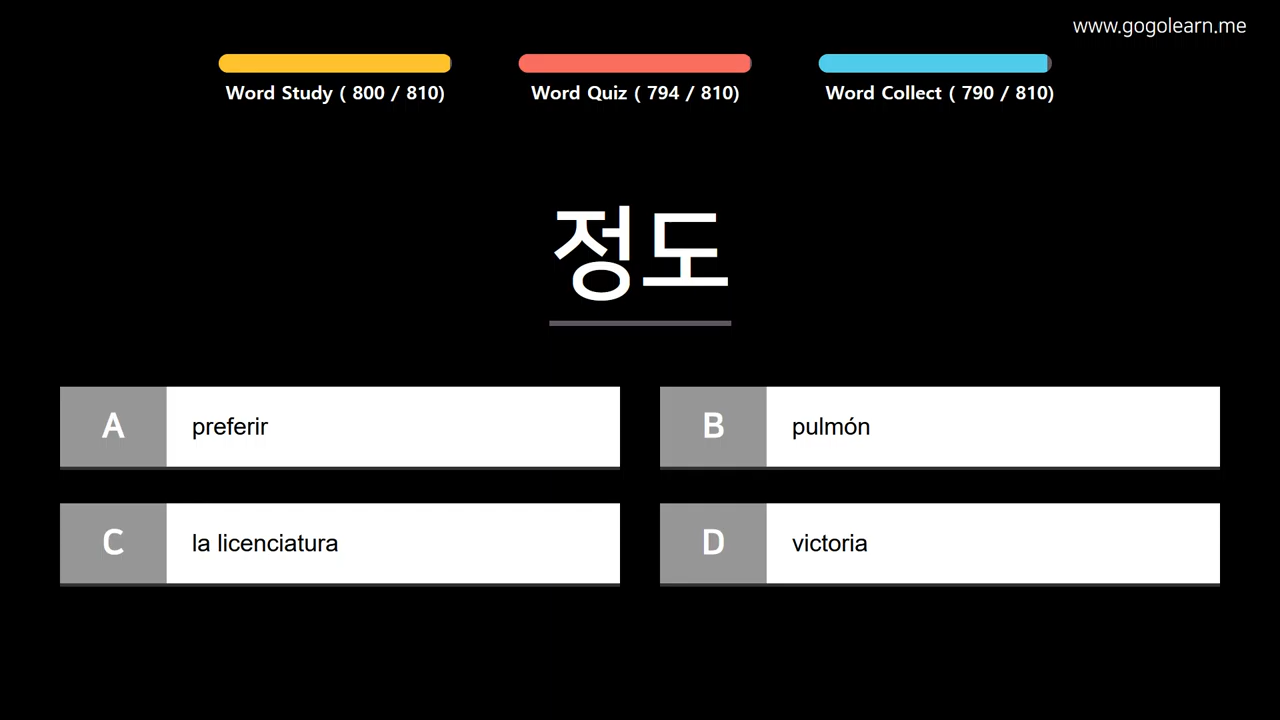 www.gogolearn.me
Word Study ( 800 / 810)
Word Quiz ( 794 / 810)
Word Collect ( 790 / 810)
정도
A preferir
B pulmón
C la licenciatura
D victoria